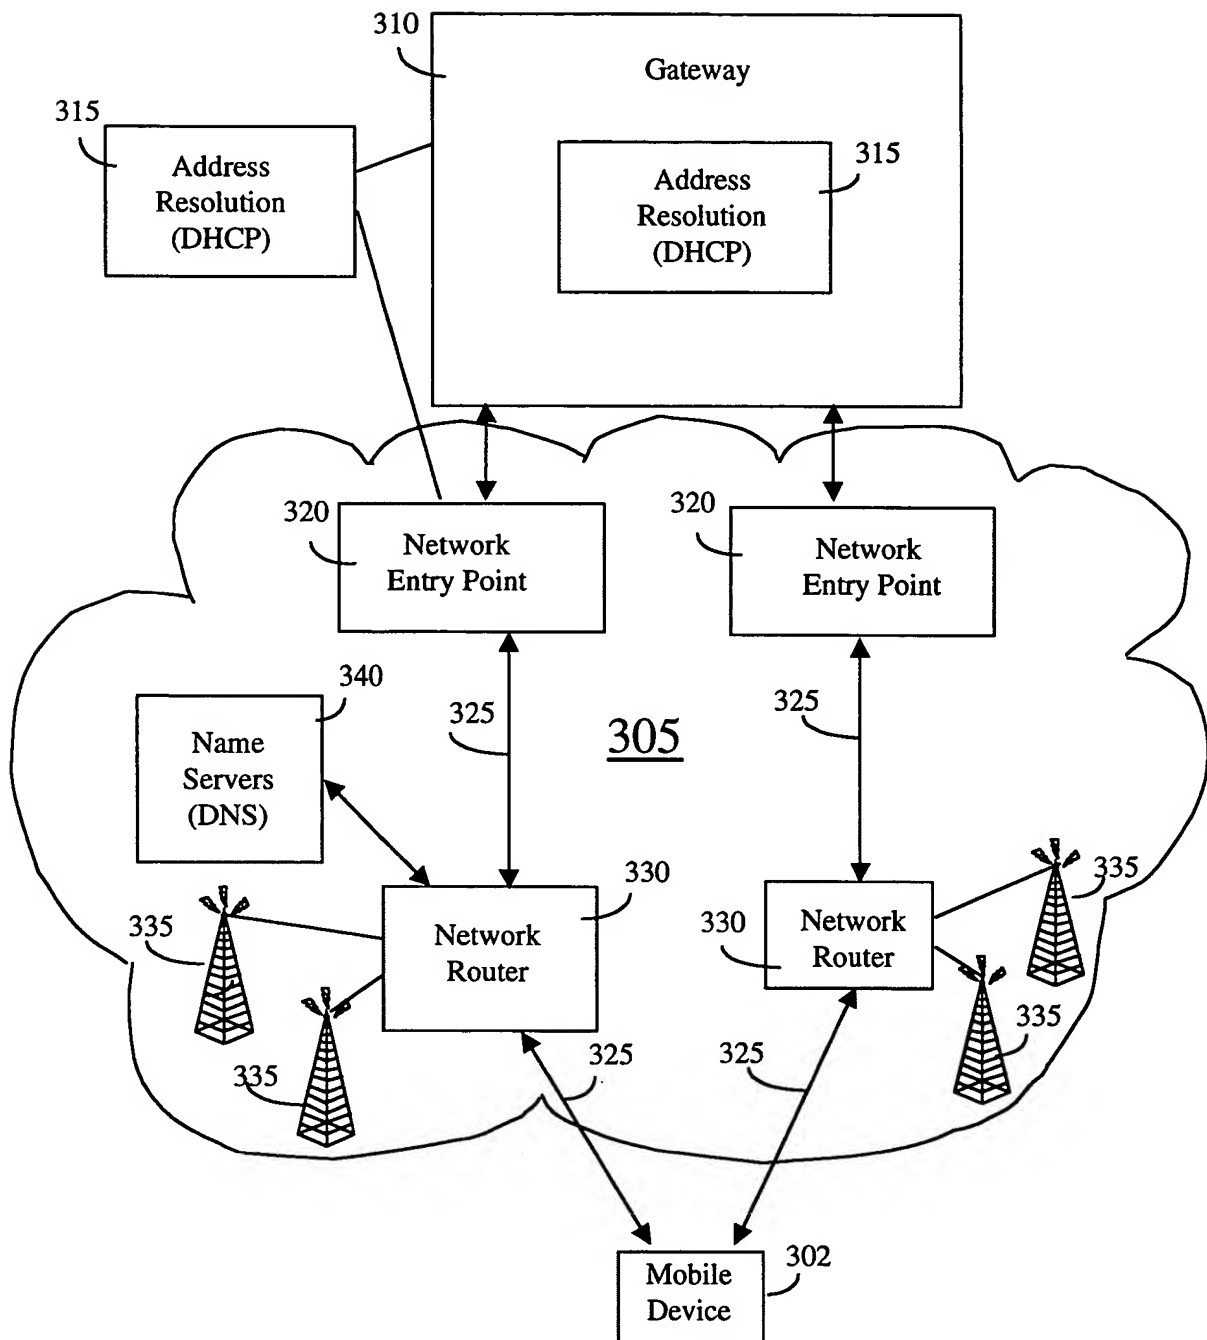 310
Gateway
315
Address
Resolution
(DHCP)
315
Address
Resolution
(DHCP)
320
Network
Entry Point
320
Network
Entry Point
340
Name
Servers
(DNS)
325
305
325
330
Network
Router
335
335
330
Network
Router
335
335
325
325
302
Mobile
Device